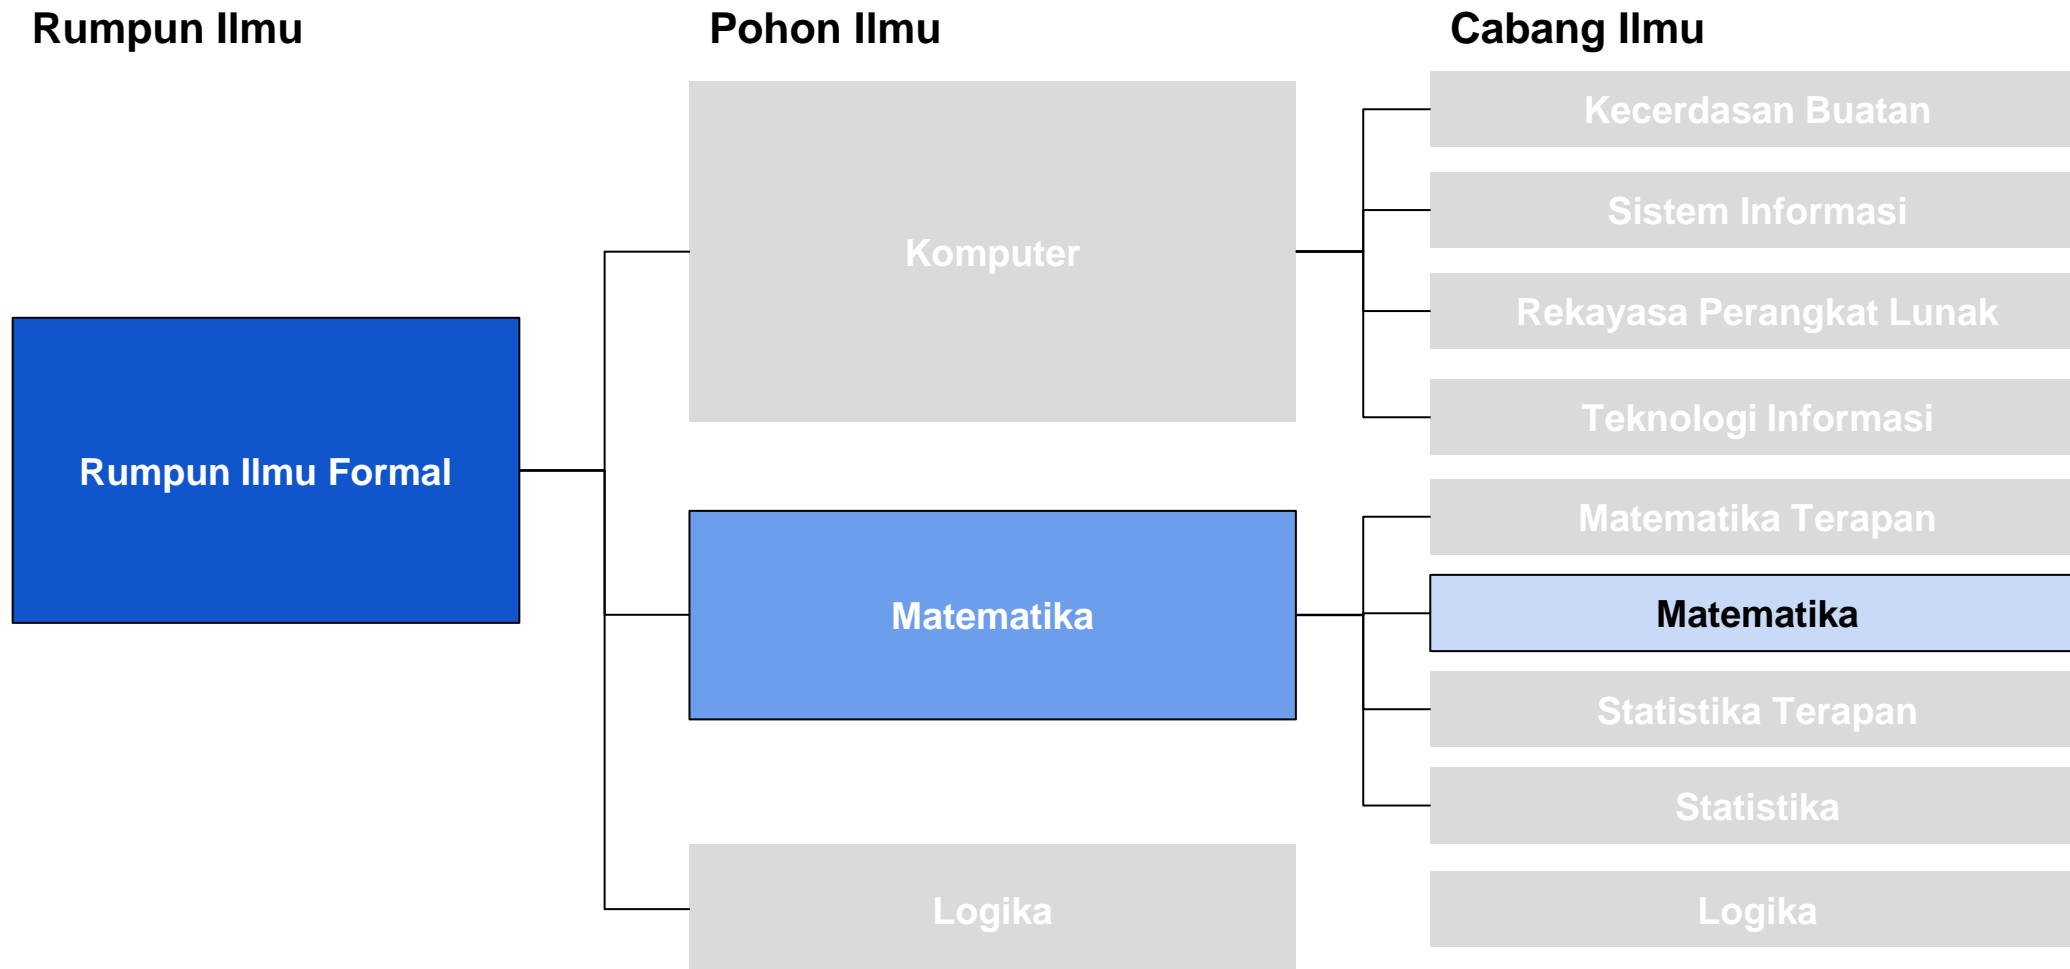 Rumpun Ilmu
Pohon Ilmu
Cabang Ilmu
Rumpun Ilmu Formal
Komputer
Matematika
Logika
Kecerdasan Buatan
Sistem Informasi
Rekayasa Perangkat Lunak
Teknologi Informasi
Matematika Terapan
Matematika
Statistika Terapan
Statistika
Logika